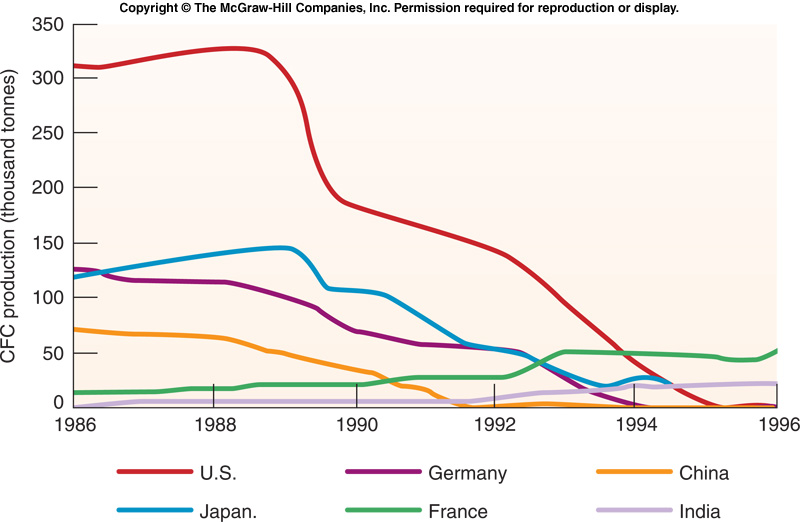 Copyright © The McGraw-Hill Companies, Inc. Permission required for reproduction or display.
CFC production (thousand tonnes)
350
300
250
200
150
100
50
0
1986 1988 1990 1992 1994 1996
U.S. Germany China
Japan. France India